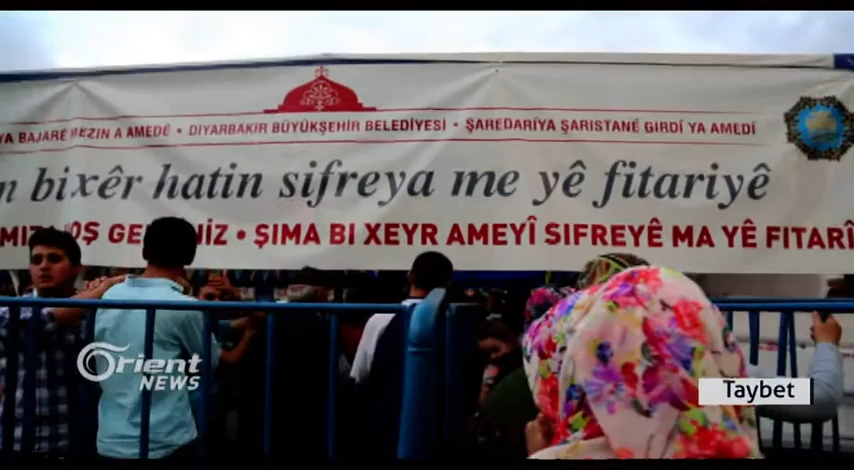 YA BAJARÊ MEZIN A AMEDÊ • DIYARBAKIR BÜYÜKŞEHİR BELEDİYESİ • ŞAREDARÎYA ŞARISTANÊ GIRDÎ YA AMEDÎ
bixêr hatin sifreya me yê fitariyê
• ŞIMA BI XEYR AMEYÎ SIFREYÊ MA YÊ FITARÎ
Orient
NEWS
Taybet